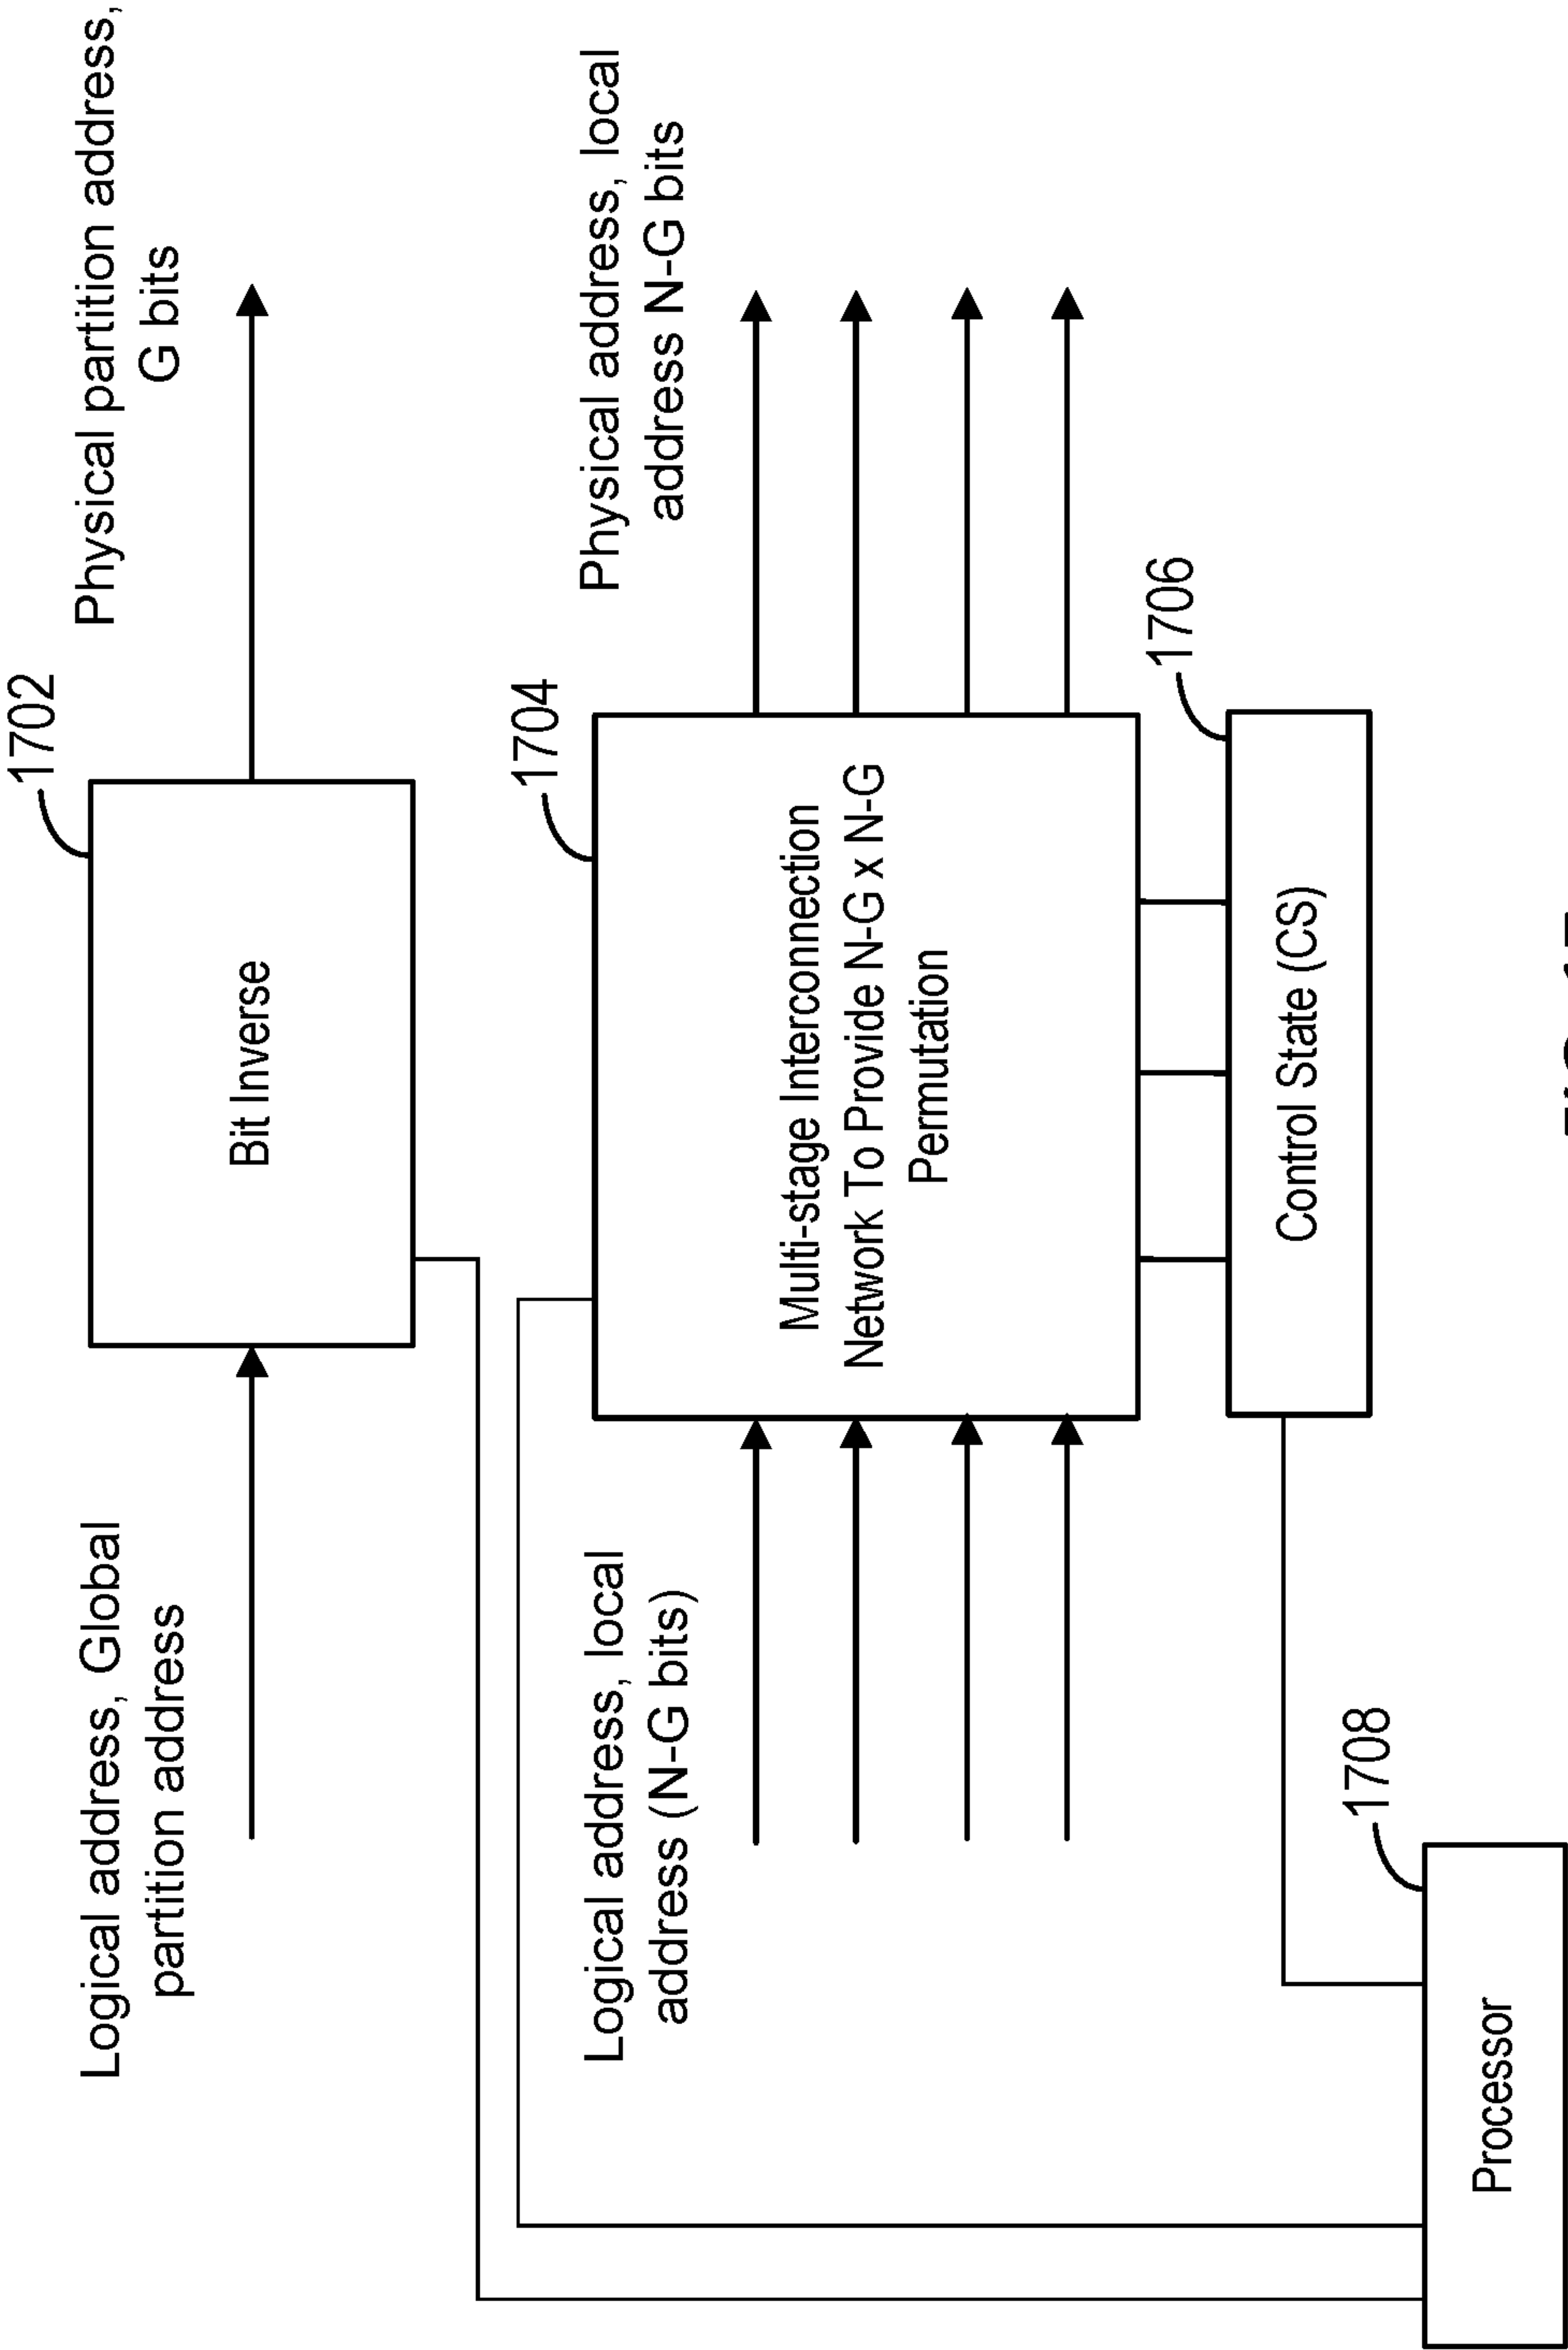 Logical address, Global
partition address
1702
Bit Inverse
Physical partition address,
G bits
Logical address, local
address (N-G bits)
1704
Multi-stage Interconnection
Network To Provide N-G x N-G
Permutation
Physical address, local
address N-G bits
1706
Control State (CS)
1708
Processor